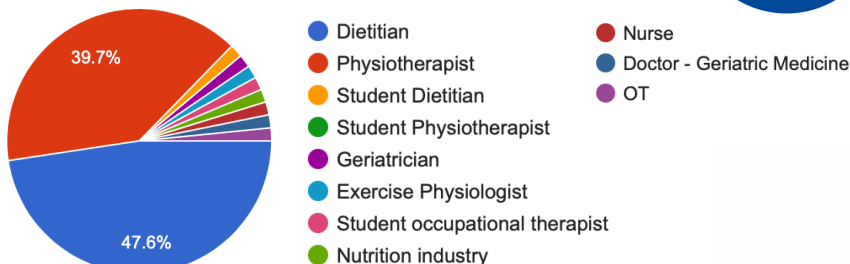 39.7%
47.6%
Dietitian
Physiotherapist
Student Dietitian
Student Physiotherapist
Geriatrician
Exercise Physiologist
Student occupational therapist
Nutrition industry
Nurse
Doctor - Geriatric Medicine
OT